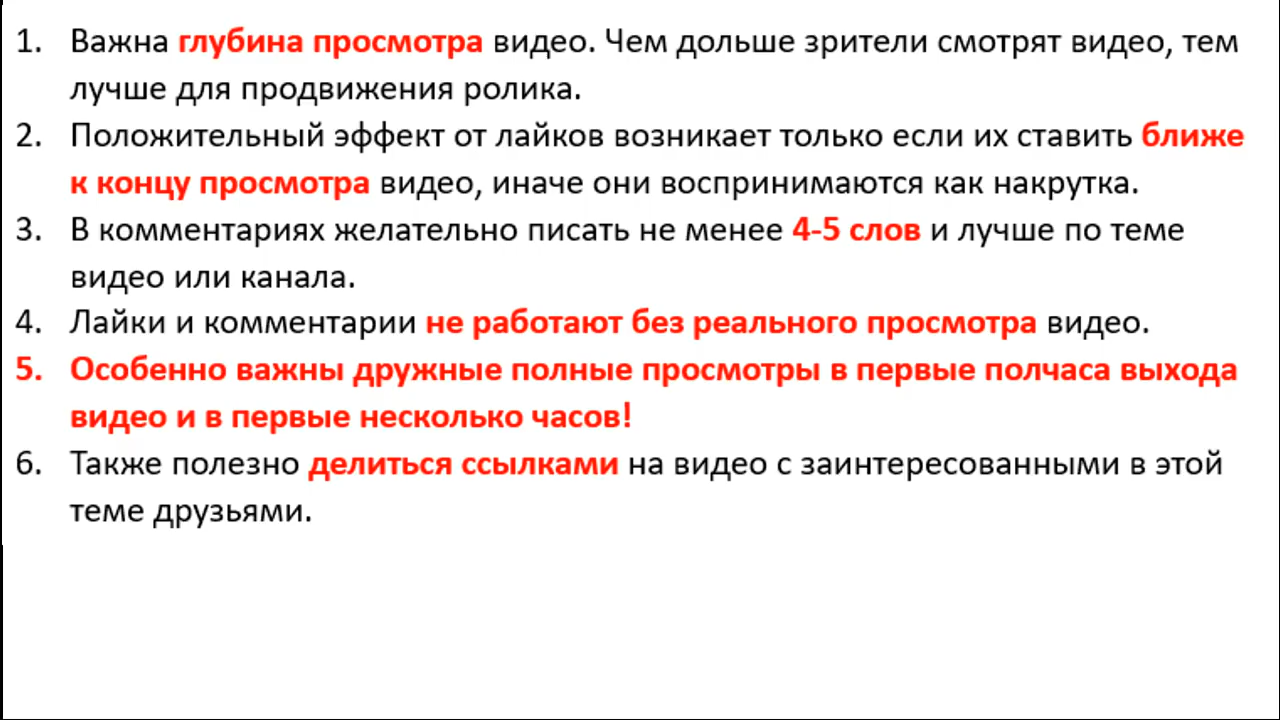 1. Важна глубина просмотра видео. Чем дольше зрители смотрят видео, тем
лучше для продвижения ролика.
2. Положительный эффект от лайков возникает только если их ставить ближе
к концу просмотра видео, иначе они воспринимаются как накрутка.
3. В комментариях желательно писать не менее 4-5 слов и лучше по теме
видео или канала.
4. Лайки и комментарии не работают без реального просмотра видео.
5. Особенно важны дружные полные просмотры в первые полчаса выхода
видео и в первые несколько часов!
6. Также полезно делиться ссылками на видео с заинтересованными в этой
теме друзьями.